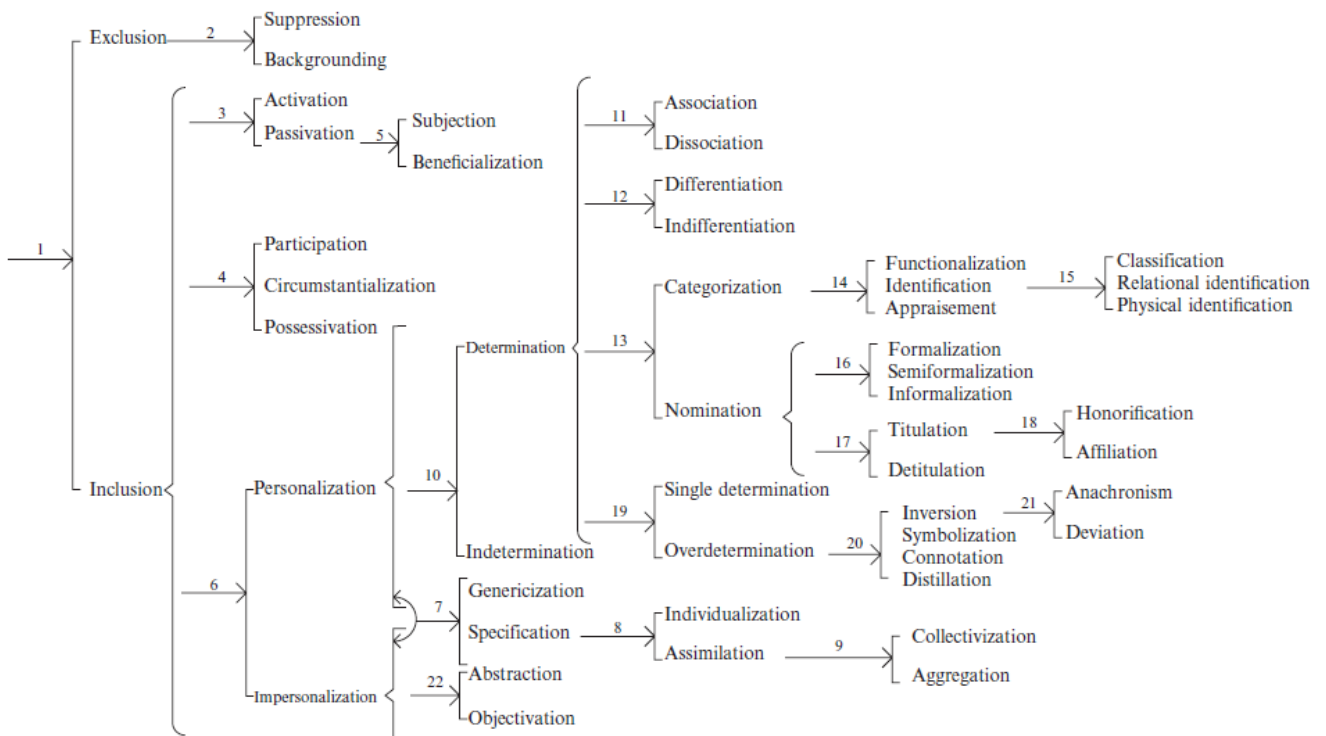 Suppression
Exclusion 2
Backgrounding
Activation
3
Passivation 5 Subjection
Beneficialization
Association
11
Dissociation
Differentiation
12
Indifferentiation
1
Participation
4
Circumstantialization
Possessivation
Categorization 14 Functionalization 15 Classification
Identification Relational identification
Appraisement Physical identification
Determination 13
Formalization
16 Semiformalization
Informalization
Nomination
Titulation 18 Honorification
17
Detitulation Affiliation
Inclusion Personalization 10
Single determination
19
Overdetermination 20 Inversion 21 Anachronism
Symbolization Deviation
Connotation
Distillation
Indetermination
6
Genericization
7
Specification 8 Individualization
Assimilation 9 Collectivization
Aggregation
Impersonalization 22 Abstraction
Objectivation